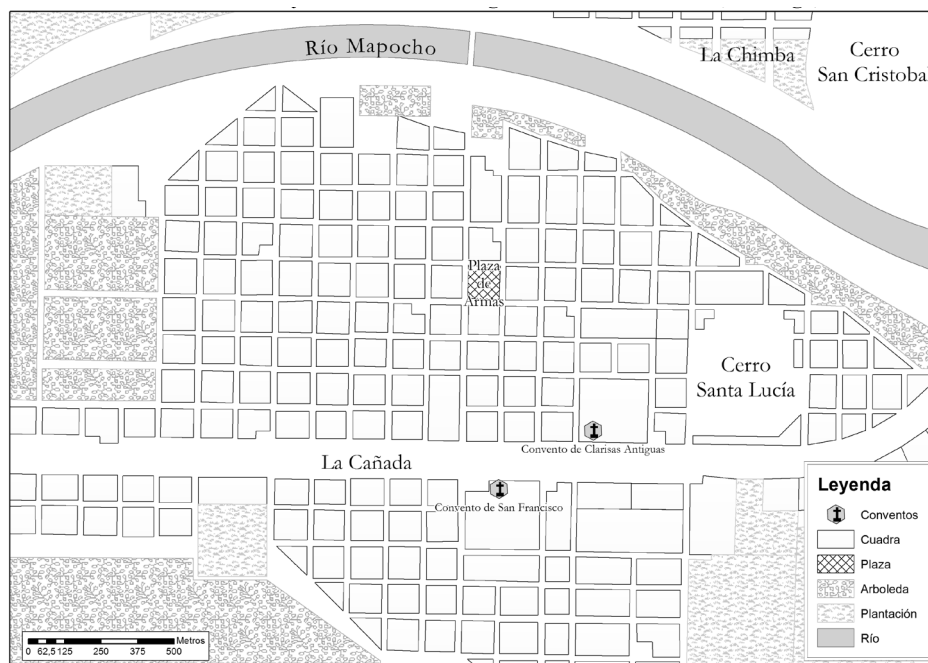 Río Mapocho
La Chimba
Cerro
San Cristobal
Plaza
de
Armas
Cerro
Santa Lucía
Convento de Clarisas Antiguas
La Cañada
Convento de San Francisco
Leyenda
Conventos
Cuadra
Plaza
Arboleda
Plantación
Río
Metros
0 62,5 125 250 375 500